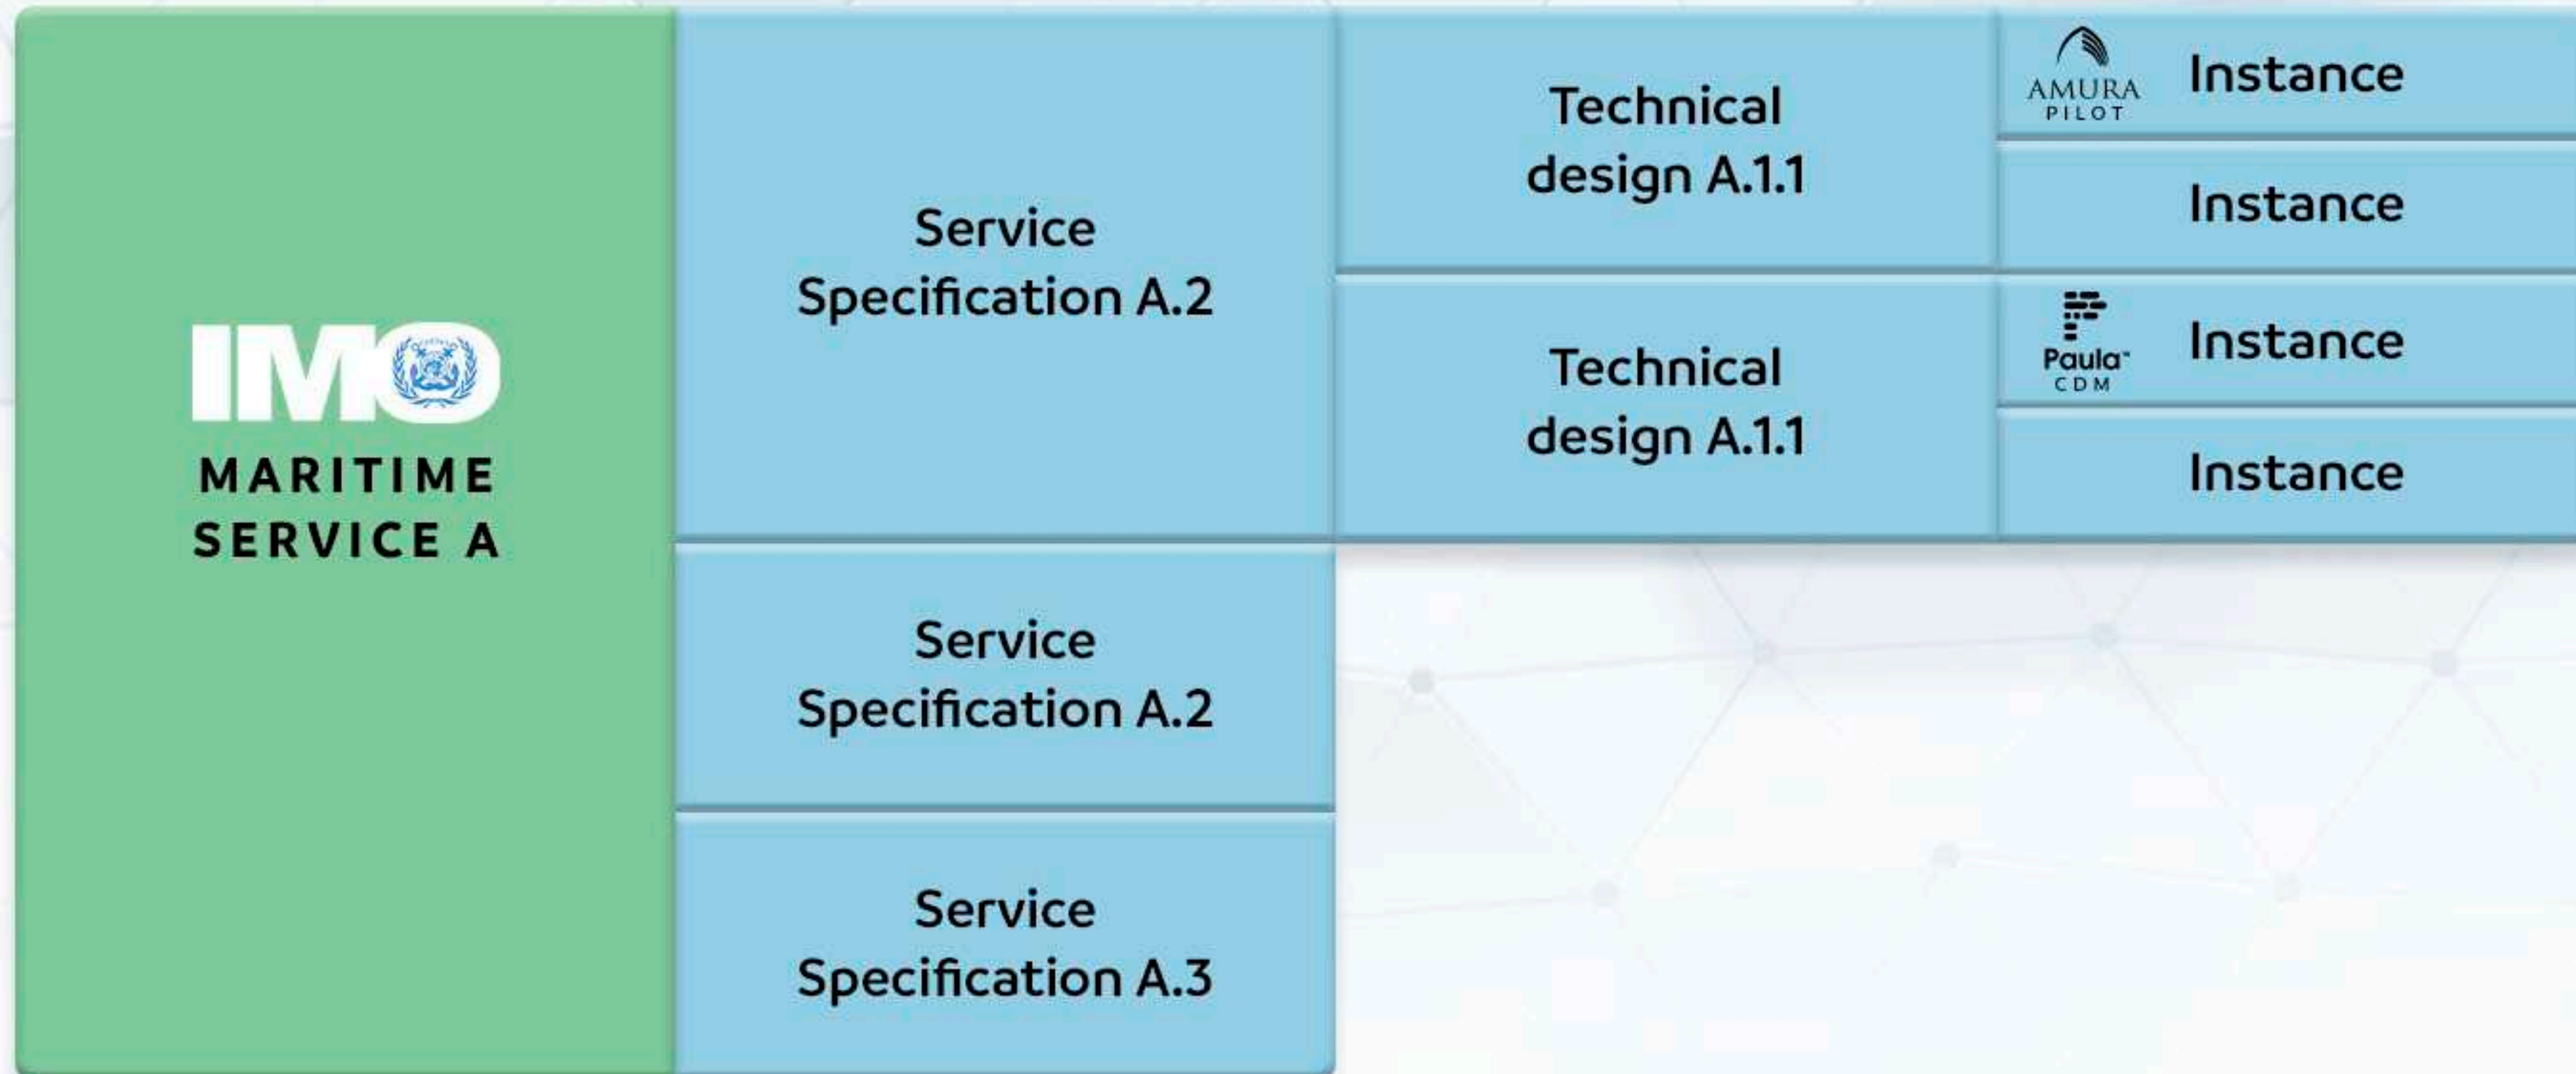 IMO
MARITIME
SERVICE A
Service
Specification A.2
Service
Specification A.2
Service
Specification A.3
Technical
design A.1.1
Technical
design A.1.1
AMURA
PILOT
Instance
Instance
Paula™
CDM
Instance
Instance